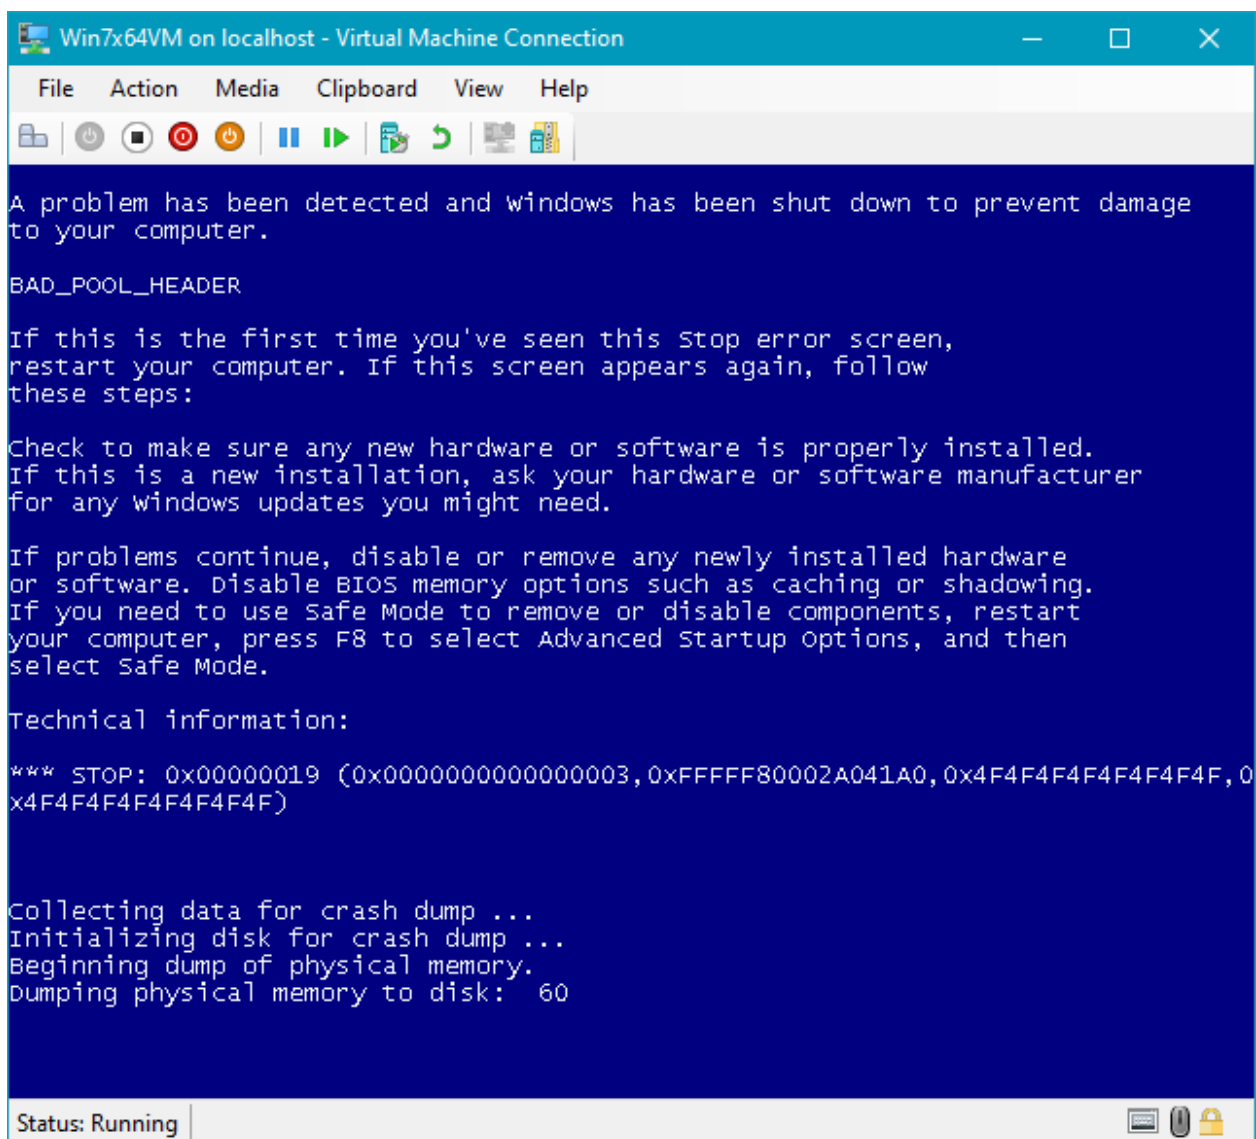 Win7x64VM on localhost - Virtual Machine Connection
File Action Media Clipboard View Help
A problem has been detected and Windows has been shut down to prevent damage
to your computer.
BAD_POOL_HEADER
If this is the first time you've seen this Stop error screen,
restart your computer. If this screen appears again, follow
these steps:
Check to make sure any new hardware or software is properly installed.
If this is a new installation, ask your hardware or software manufacturer
for any Windows updates you might need.
If problems continue, disable or remove any newly installed hardware
or software. Disable BIOS memory options such as caching or shadowing.
If you need to use Safe Mode to remove or disable components, restart
your computer, press F8 to select Advanced Startup Options, and then
select Safe Mode.
Technical information:
*** STOP: 0x00000019 (0x0000000000000003,0xFFFFF80002A041A0,0x4F4F4F4F4F4F4F4F,0
x4F4F4F4F4F4F4F4F)
Collecting data for crash dump ...
Initializing disk for crash dump ...
Beginning dump of physical memory.
Dumping physical memory to disk:  60
Status: Running